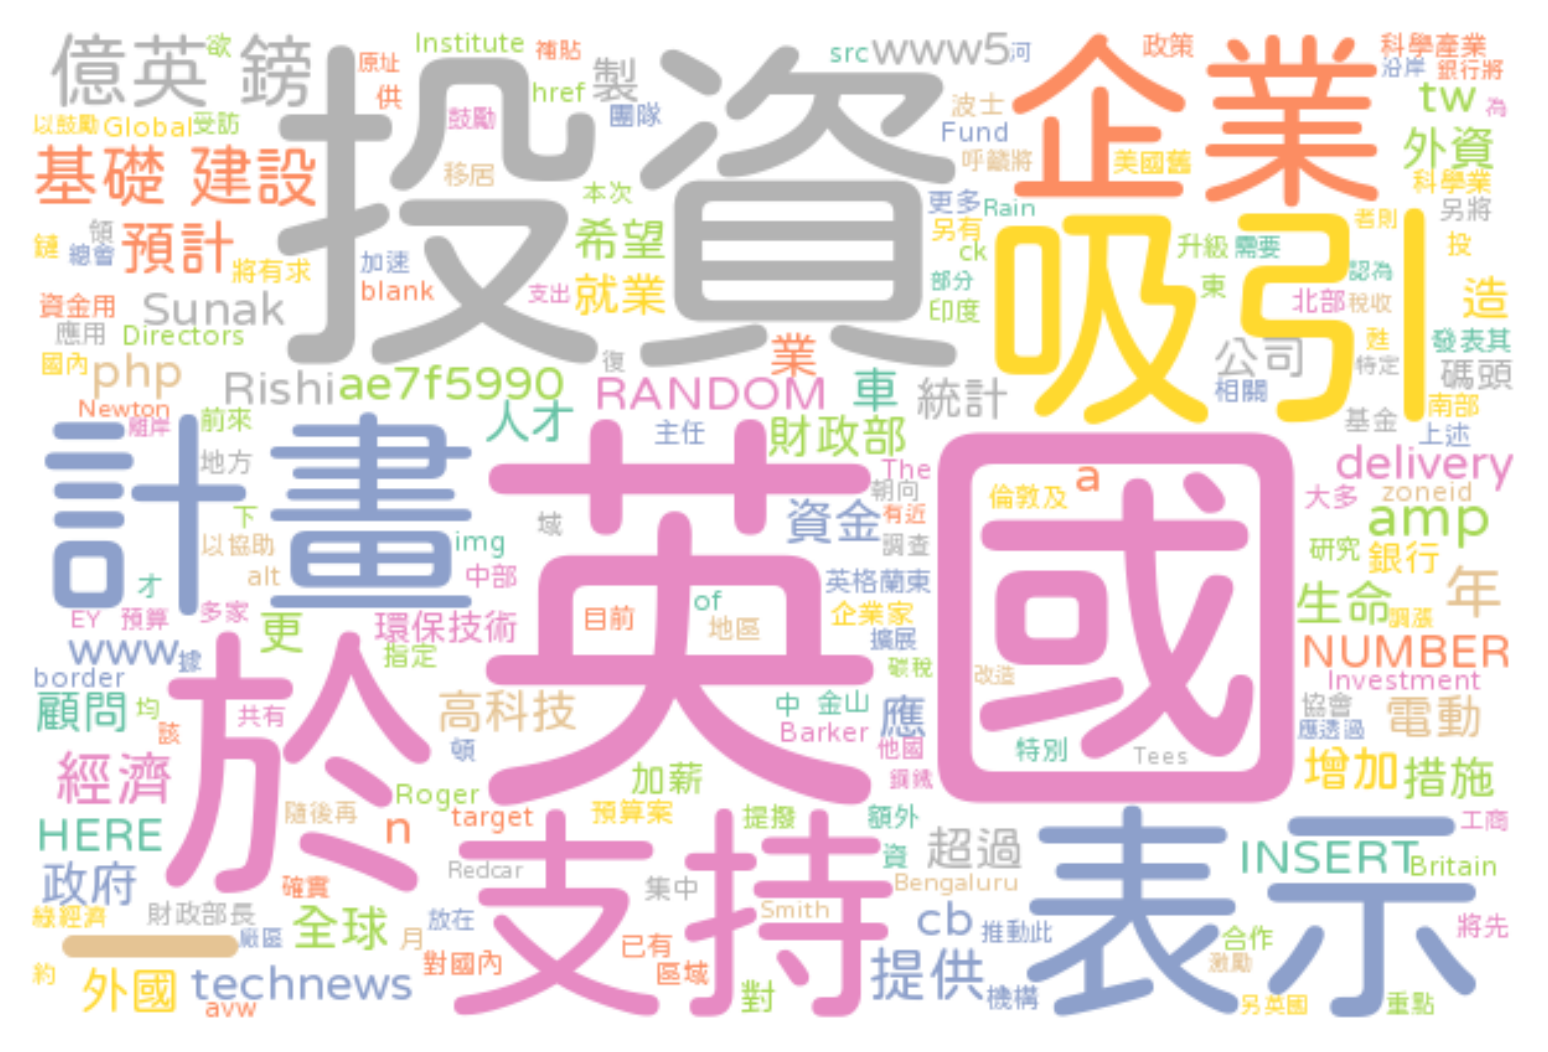 億英 欲 鎊
投資
原址
供
Institute
補貼
href
製
團隊
src
www5
河
企業
政策
科學產業
沿岸
銀行將
tw
為
以鼓勵
Global
受訪
鼓勵
波士
Fund
呼籲將
美國舊
外資
科學業
基礎 建設
移居
本次
更多
Rain
另有
ck
吸引
者則
另將
投
鏈
領
總會
預計
將有求
加速
希望
升級
需要
認為
東
部分
北部
稅收
造
資金用
Sunak
blank
支出
就業
印度
應用
Directors
業
公司
甦
發表其
國內
php
Rishi
ae7f5990
復
RANDOM
車
統計
相關
特定
碼頭
南部
Newton
離岸
前來
人才
主任
財政部
基金
上述
計畫
地方
英國
The
朝向
倫敦及
a
delivery
大多
zoneid
下
域
資金
有近
amp
以協助
img
調查
研究
銀行
才
alt
中部
英格蘭東
年
EY
預算
多家
更
環保技術
目前
of
地區
企業家
生命
調漲
www
據
指定
擴展
NUMBER
border
於
碳稅
改造
Investment
顧問
均
共有
高科技
中
金山
應
協會
電動
該
頓
Barker
他國
特別
Tees
應透過
經濟
加薪
鋼鐵
增加
措施
Roger
隨後再
n
target
預算案
提撥
額外
表示
工商
HERE
支持
超過
INSERT
Britain
政府
確實
Redcar
集中
資
Bengaluru
綠經濟
財政部長
全球
放在
Smith
cb
推動此
合作
將先
一
廠區
月
對國內
已有
區域
激勵
約
外國
technews
avw
對
提供
機構
另英國
重點